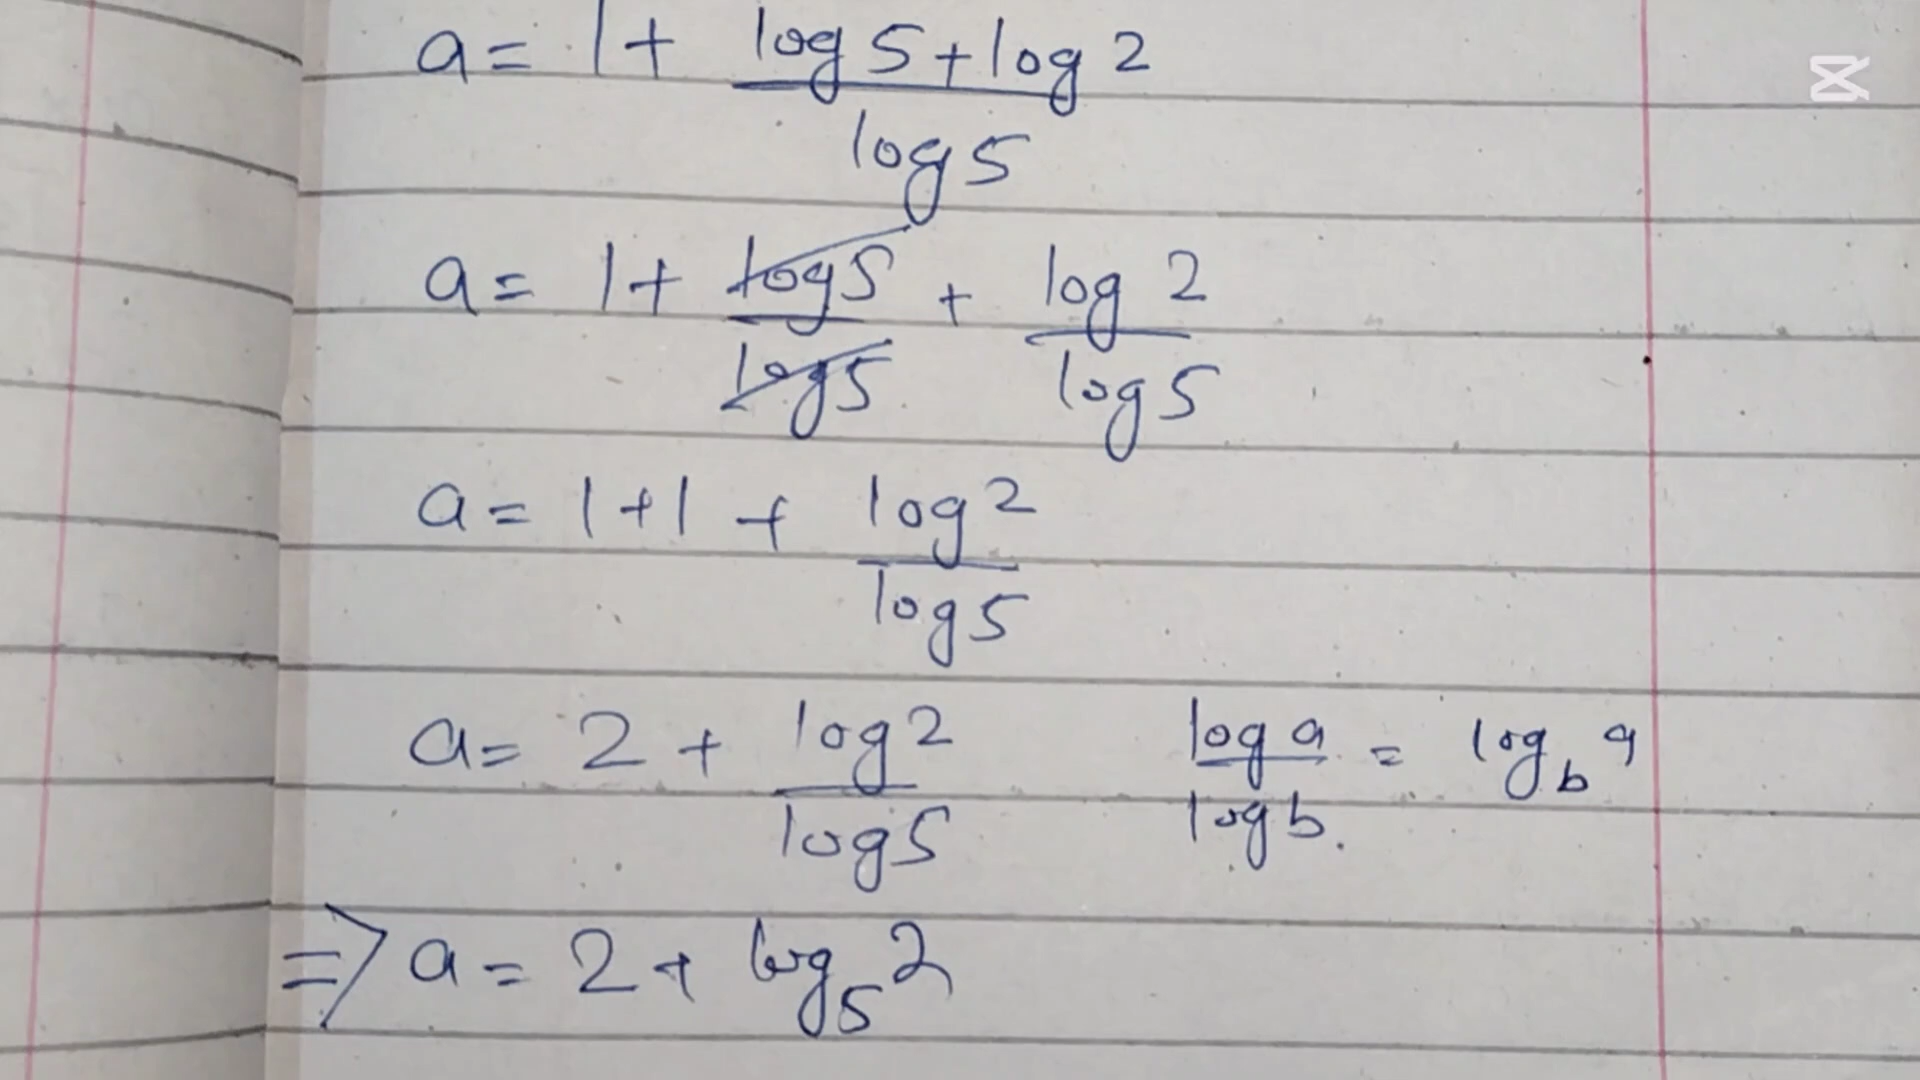 a = 1 + (log 5 + log 2) / log 5
a = 1 + log 5 / log 5 + log 2 / log 5
a = 1 + 1 + log 2 / log 5
a = 2 + log 2 / log 5    log a / log b. = log_b a
⇒ a = 2 + log_5 2